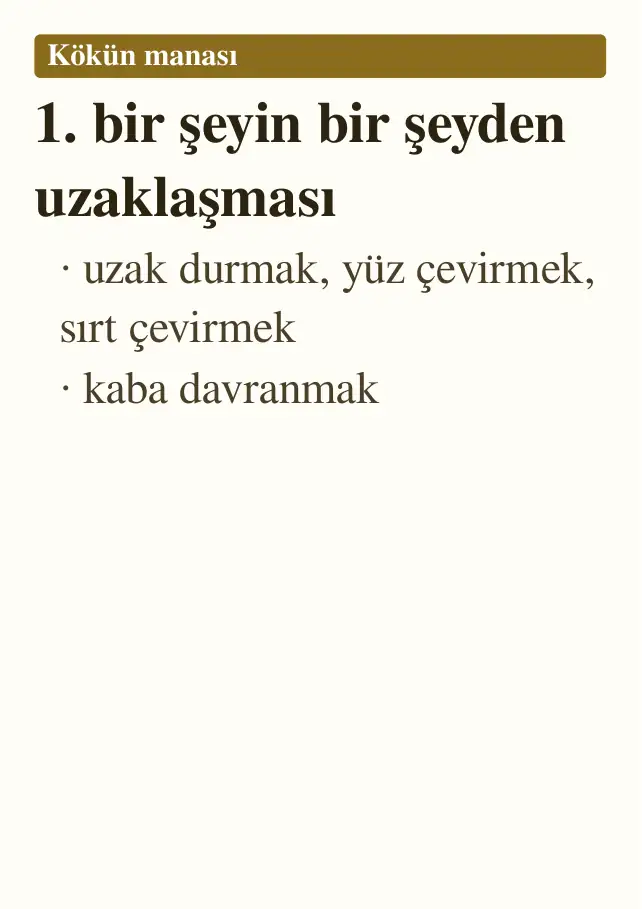 Kökün manası
1. bir şeyin bir şeyden
uzaklaşması
· uzak durmak, yüz çevirmek,
sırt çevirmek
· kaba davranmak